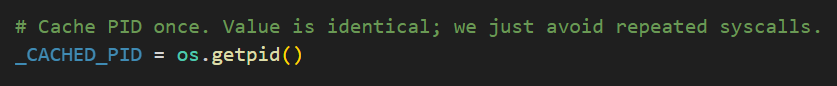 # Cache PID once. Value is identical; we just avoid repeated syscalls.
_CACHED_PID = os.getpid()